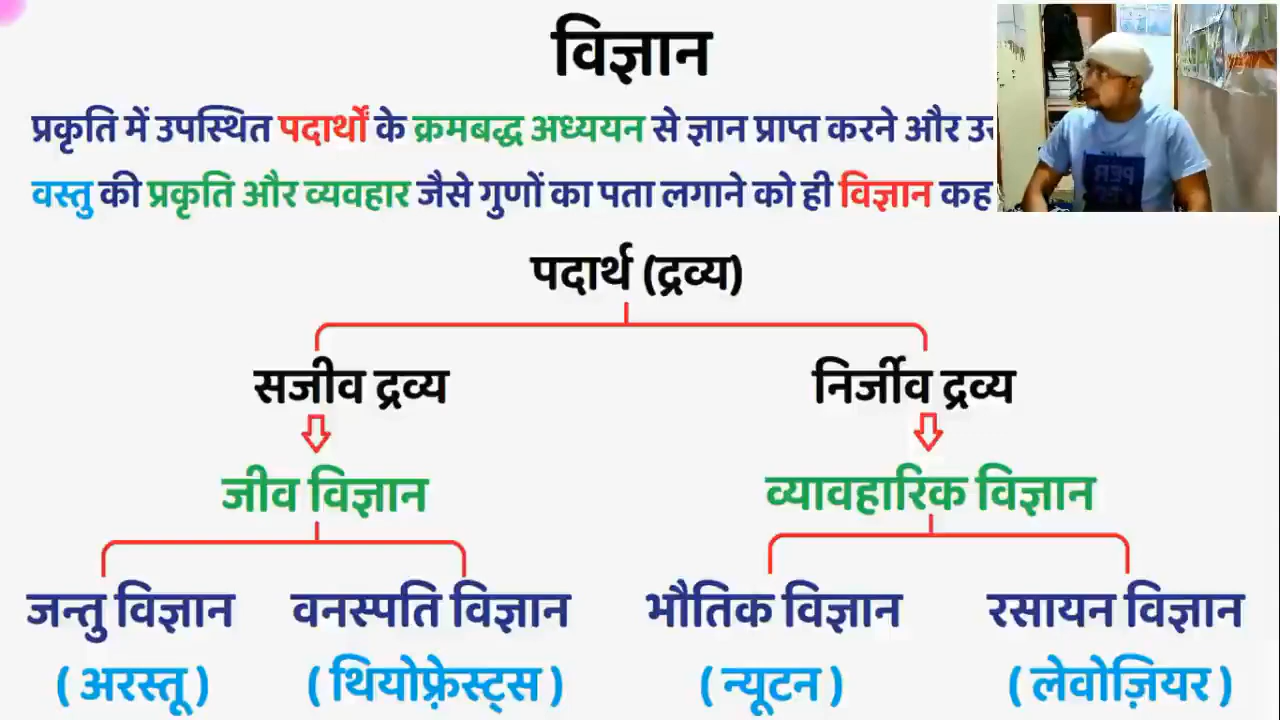 विज्ञान
प्रकृति में उपस्थित पदार्थों के क्रमबद्ध अध्ययन से ज्ञान प्राप्त करने और
वस्तु की प्रकृति और व्यवहार जैसे गुणों का पता लगाने को ही विज्ञान कह
पदार्थ (द्रव्य)
सजीव द्रव्य निर्जीव द्रव्य
जीव विज्ञान व्यावहारिक विज्ञान
जन्तु विज्ञान वनस्पति विज्ञान भौतिक विज्ञान रसायन विज्ञान
( अरस्तू ) ( थियोफ़्रेस्ट्स ) ( न्यूटन ) ( लेवोज़ियर )